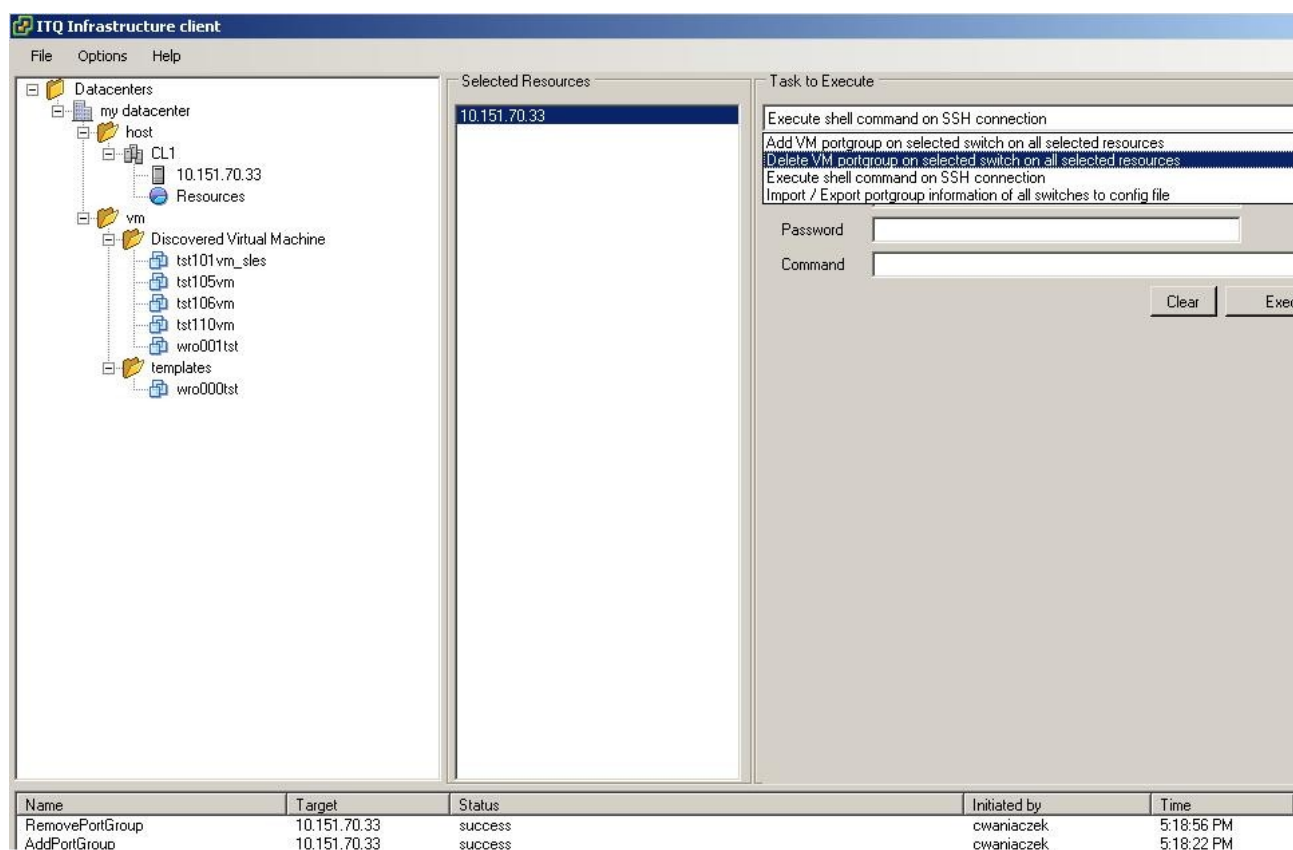 ITQ Infrastructure client
File Options Help
Datacenters
my datacenter
host
CL1
10.151.70.33
Resources
vm
Discovered Virtual Machine
tst101vm_sles
tst105vm
tst106vm
tst110vm
wro001tst
templates
wro000tst
Selected Resources
10.151.70.33
Task to Execute
Execute shell command on SSH connection
Add VM portgroup on selected switch on all selected resources
Delete VM portgroup on selected switch on all selected resources
Execute shell command on SSH connection
Import / Export portgroup information of all switches to config file
Password
Command
Clear Exec
Name Target Status Initiated by Time
RemovePortGroup 10.151.70.33 success cwaniaczek 5:18:56 PM
AddPortGroup 10.151.70.33 success cwaniaczek 5:18:22 PM